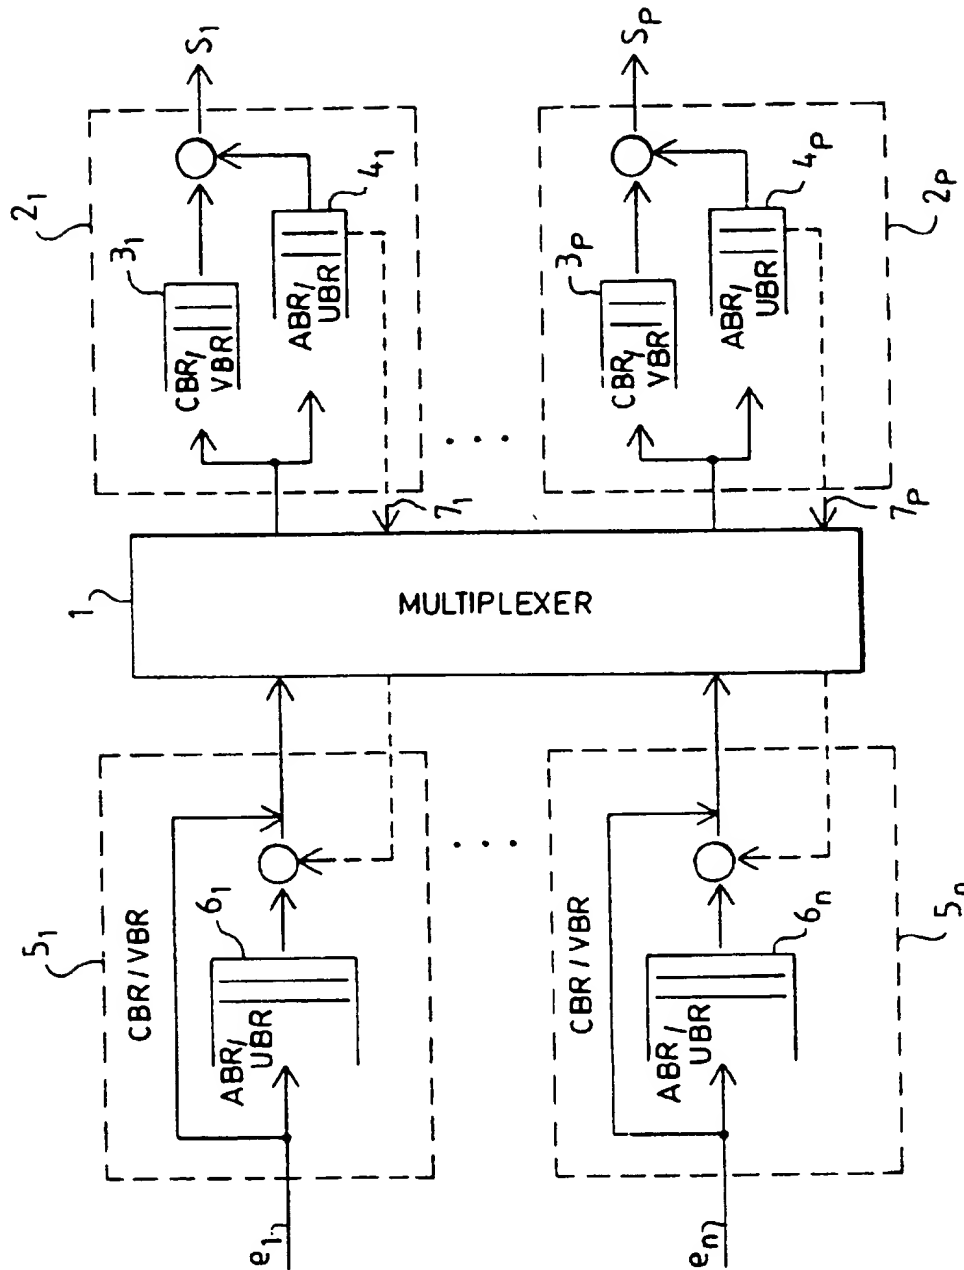 S1
Sp
21
31
CBR/
VBR
41
ABR/
UBR
71
. . .
2p
3p
CBR/
VBR
4p
ABR/
UBR
7p
1
MULTIPLEXER
51
CBR/VBR
61
ABR/
UBR
e1
. . .
5n
CBR/VBR
6n
ABR/
UBR
en